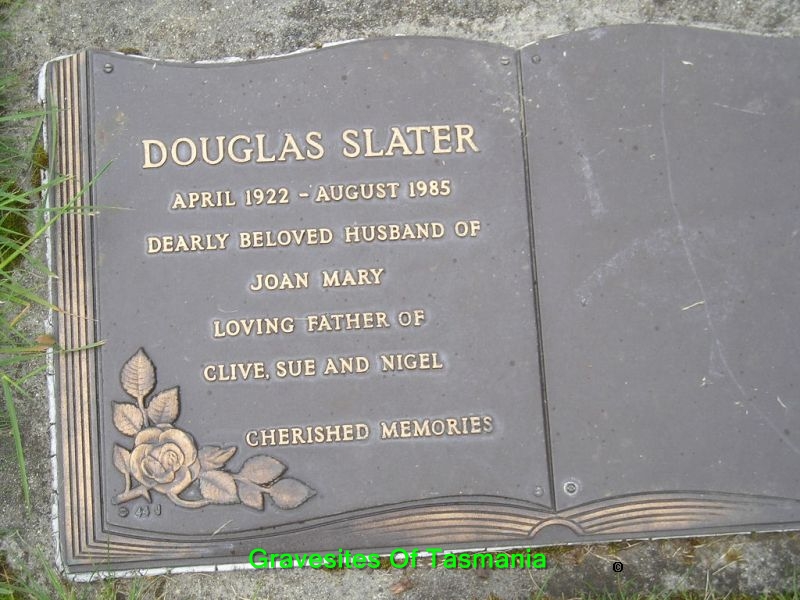 DOUGLAS SLATER
APRIL 1922 - AUGUST 1985
DEARLY BELOVED HUSBAND OF
JOAN MARY
LOVING FATHER OF
CLIVE, SUE AND NIGEL
CHERISHED MEMORIES
44 J
Gravesites Of Tasmania
©